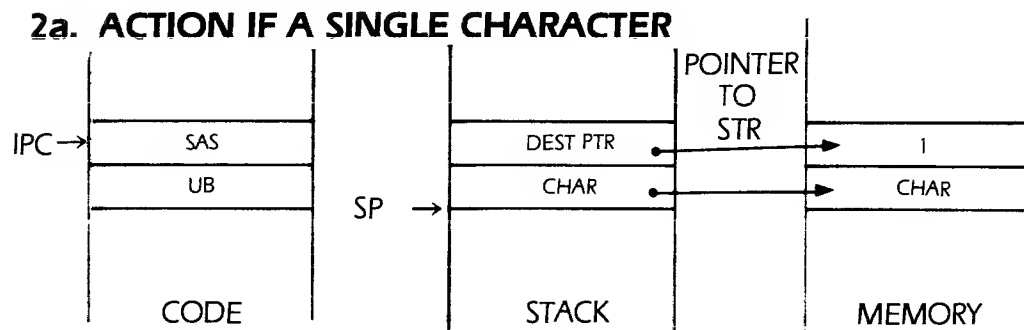 2a. ACTION IF A SINGLE CHARACTER
POINTER
TO
STR
IPC SAS DEST PTR 1
UB CHAR CHAR
SP
CODE STACK MEMORY